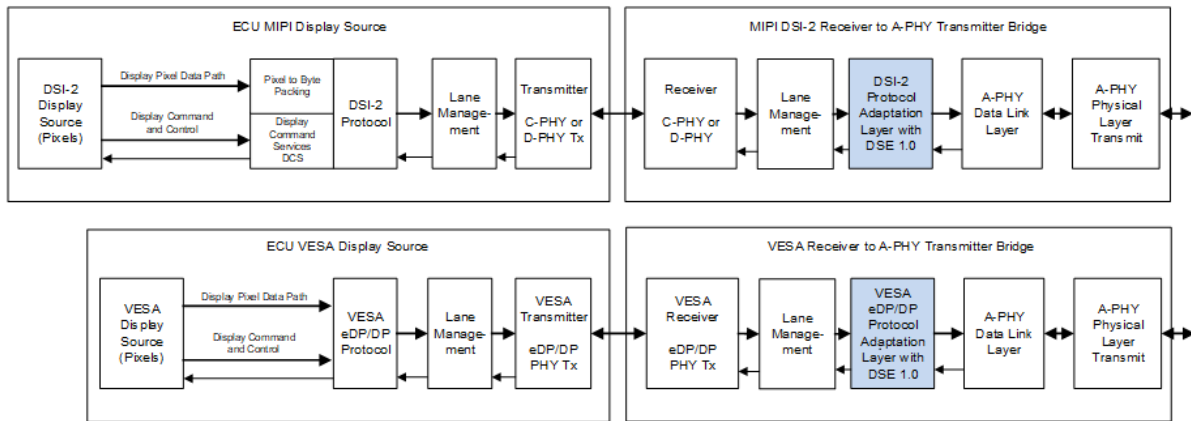 ECU MIPI Display Source
DSI-2
Display
Source
(Pixels)
Display Pixel Data Path
Display Command
and Control
Pixel to Byte
Packing
Display
Command
Services
DCS
DSI-2
Protocol
Lane
Manage-
ment
Transmitter
C-PHY or
D-PHY Tx
MIPI DSI-2 Receiver to A-PHY Transmitter Bridge
Receiver
C-PHY or
D-PHY
Lane
Manage-
ment
DSI-2
Protocol
Adaptation
Layer with
DSE 1.0
A-PHY
Data Link
Layer
A-PHY
Physical
Layer
Transmit
ECU VESA Display Source
VESA
Display
Source
(Pixels)
Display Pixel Data Path
Display Command
and Control
VESA
eDP/DP
Protocol
Lane
Manage-
ment
VESA
Transmitter
eDP/DP
PHY Tx
VESA Receiver to A-PHY Transmitter Bridge
VESA
Receiver
eDP/DP
PHY Tx
Lane
Manage-
ment
VESA
eDP/DP
Protocol
Adaptation
Layer with
DSE 1.0
A-PHY
Data Link
Layer
A-PHY
Physical
Layer
Transmit